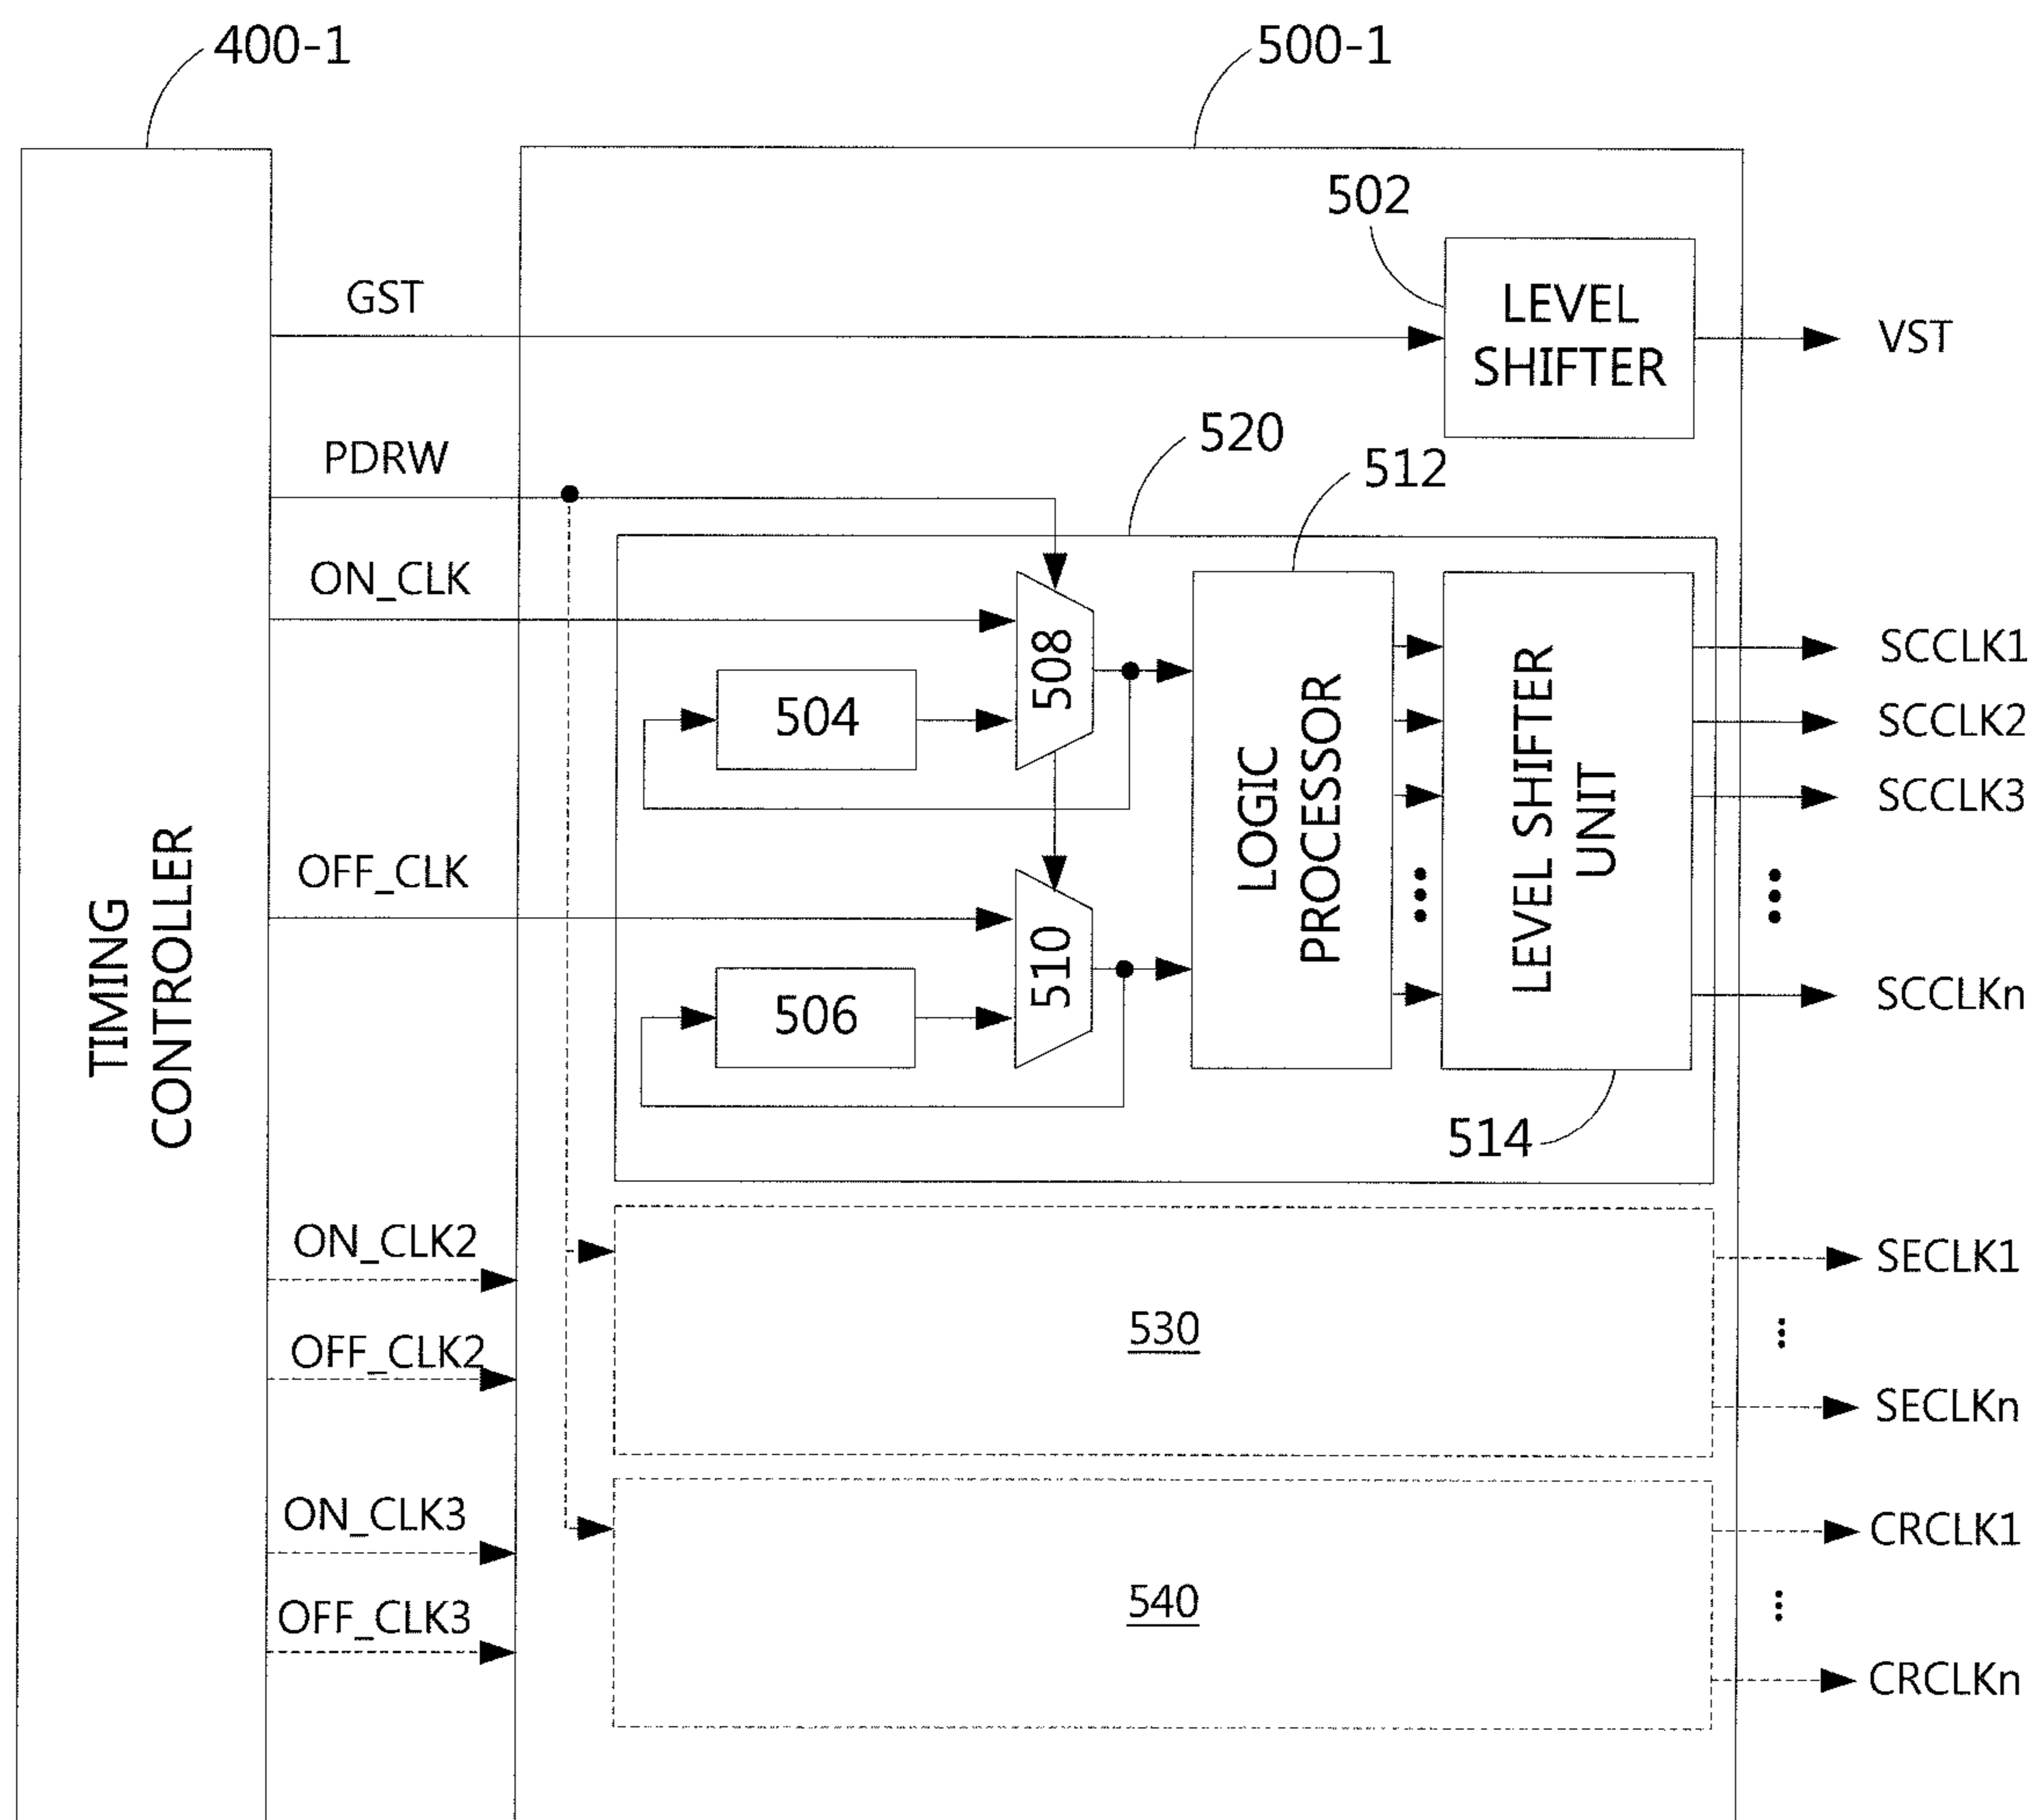 400-1
500-1
502
LEVEL
SHIFTER
GST
VST
PDRW
520
512
ON_CLK
508
504
LOGIC
PROCESSOR
LEVEL SHIFTER
UNIT
SCCLK1
SCCLK2
SCCLK3
TIMING
CONTROLLER
OFF_CLK
510
506
SCCLKn
514
ON_CLK2
OFF_CLK2
530
SECLK1
SECLKn
ON_CLK3
OFF_CLK3
540
CRCLK1
CRCLKn